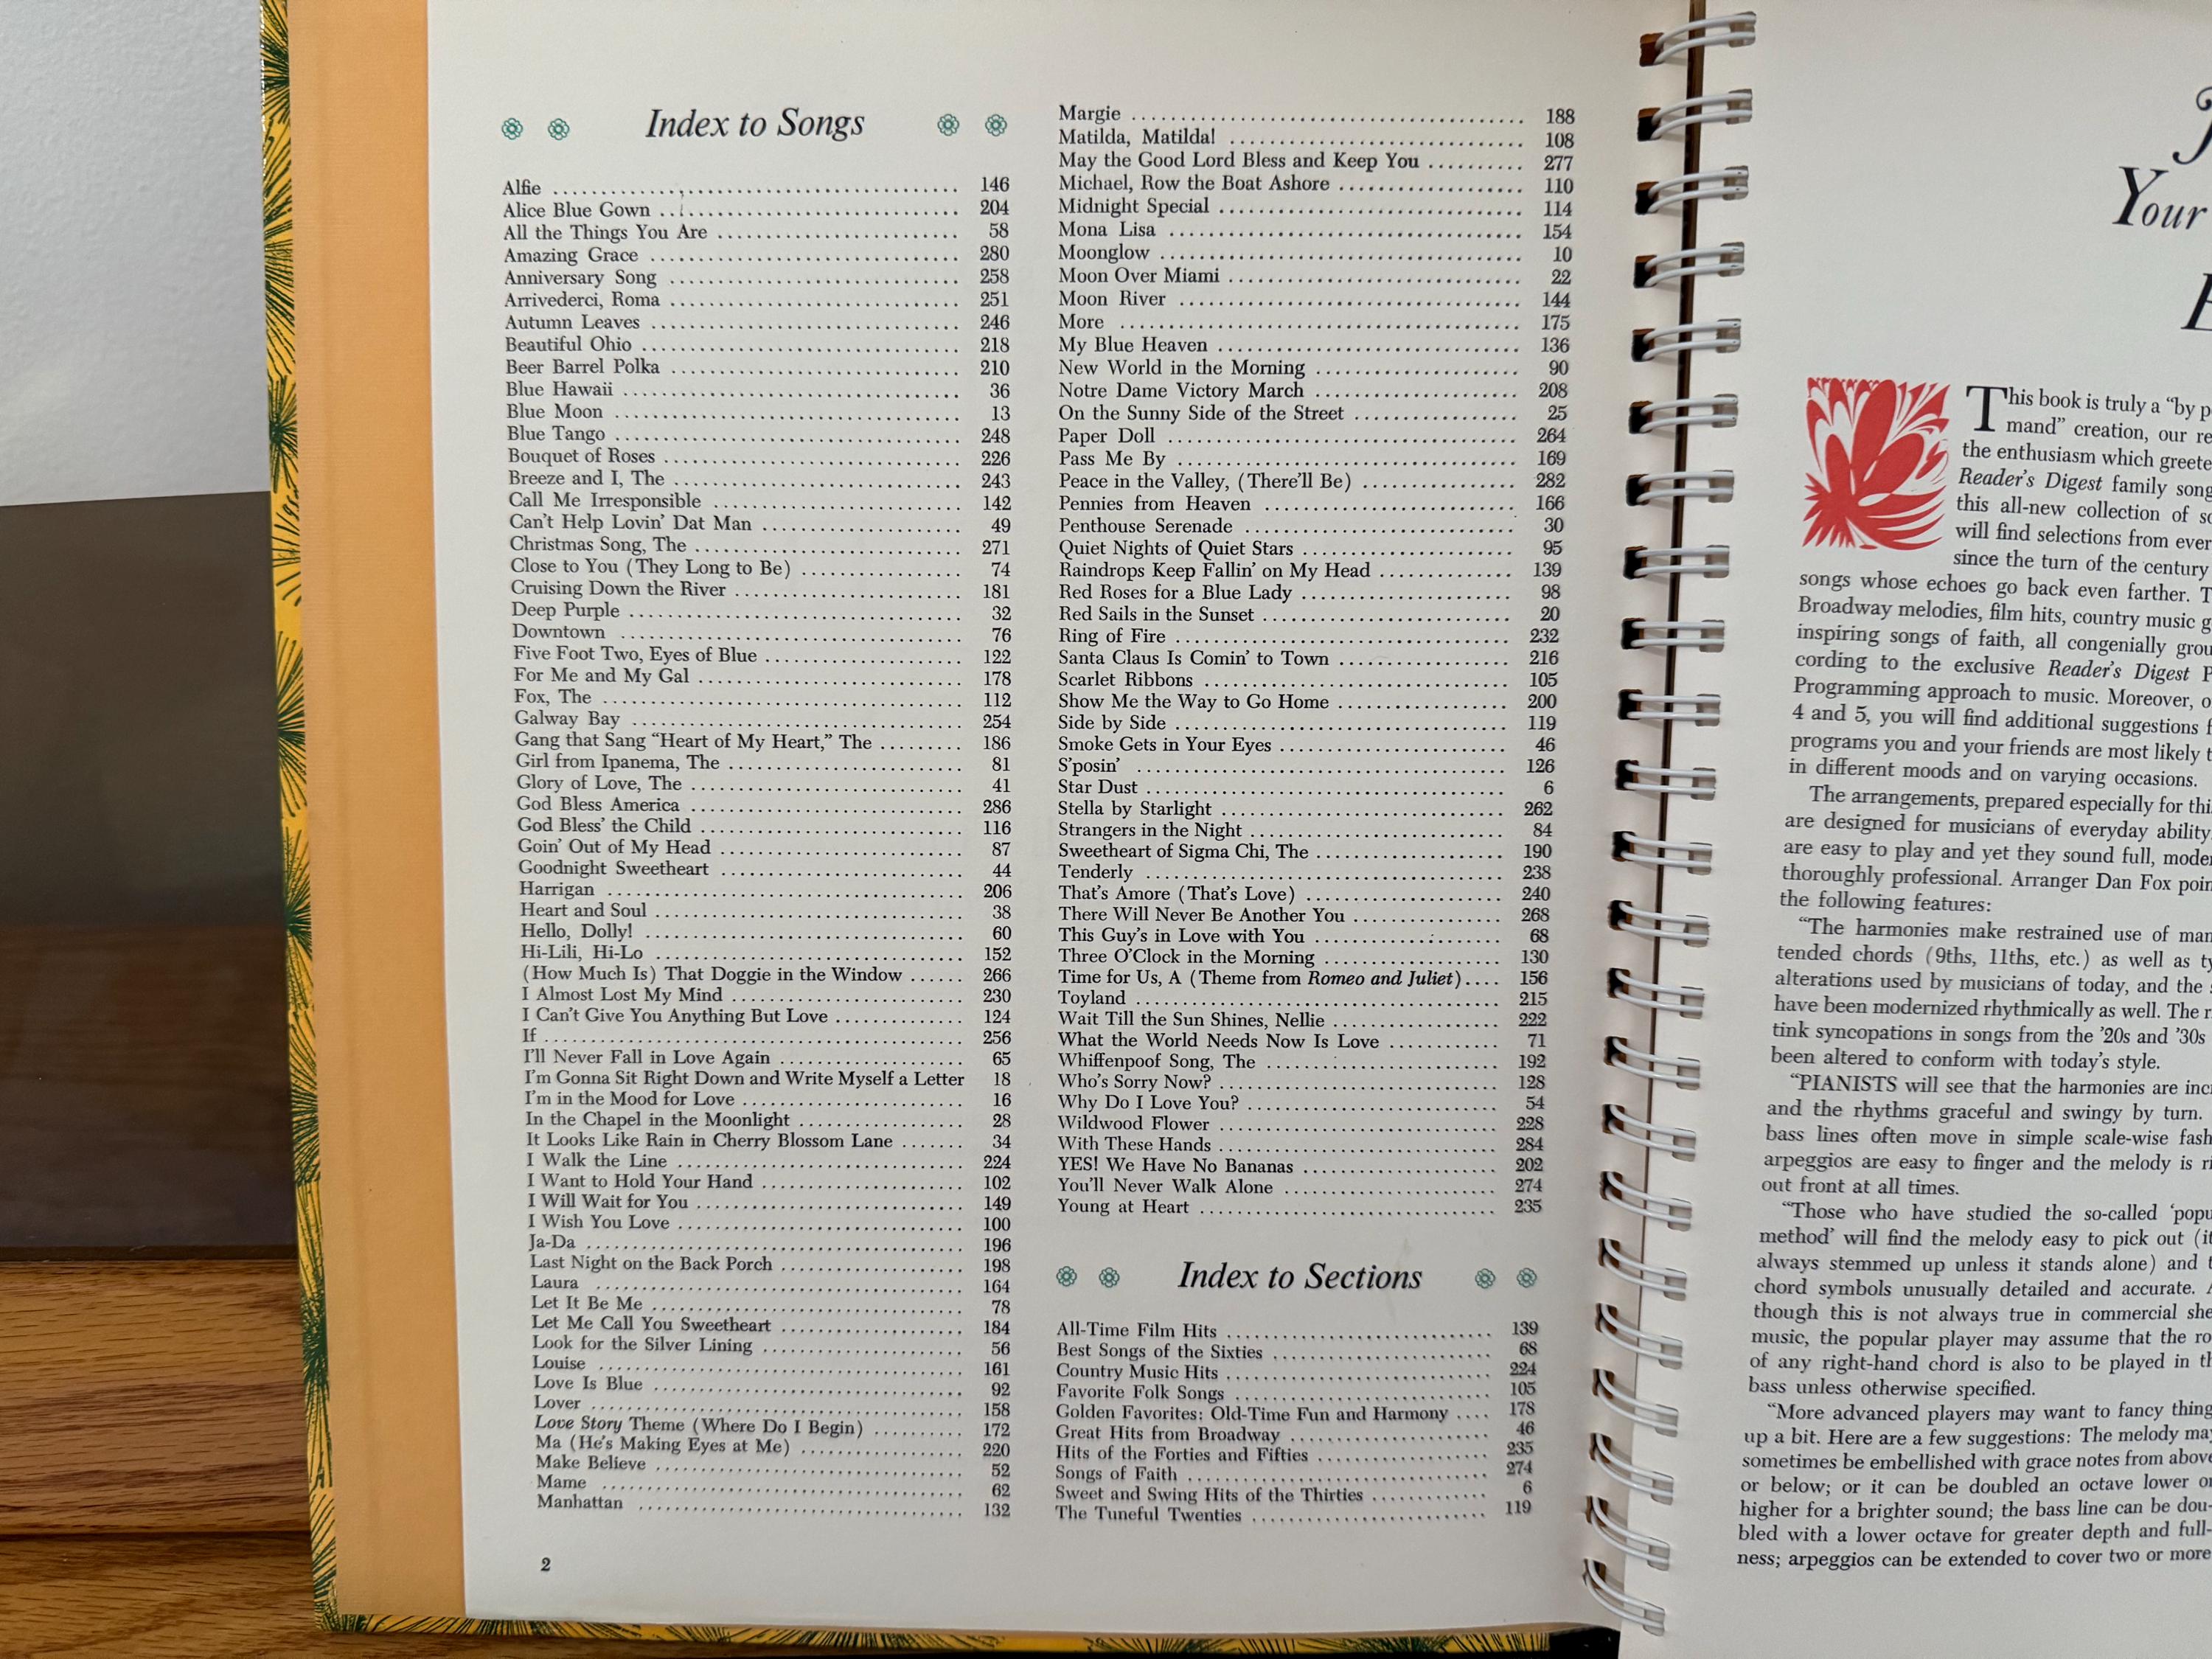 Index to Songs
Alfie 146
Alice Blue Gown 204
All the Things You Are 58
Amazing Grace 280
Anniversary Song 258
Arrivederci, Roma 251
Autumn Leaves 246
Beautiful Ohio 218
Beer Barrel Polka 210
Blue Hawaii 36
Blue Moon 13
Blue Tango 248
Bouquet of Roses 226
Breeze and I, The 243
Call Me Irresponsible 142
Can't Help Lovin' Dat Man 49
Christmas Song, The 271
Close to You (They Long to Be) 74
Cruising Down the River 181
Deep Purple 32
Downtown 76
Five Foot Two, Eyes of Blue 122
For Me and My Gal 178
Fox, The 112
Galway Bay 254
Gang that Sang “Heart of My Heart,” The 186
Girl from Ipanema, The 81
Glory of Love, The 41
God Bless America 286
God Bless' the Child 116
Goin' Out of My Head 87
Goodnight Sweetheart 44
Harrigan 206
Heart and Soul 38
Hello, Dolly! 60
Hi-Lili, Hi-Lo 152
(How Much Is) That Doggie in the Window 266
I Almost Lost My Mind 230
I Can't Give You Anything But Love 124
If 256
I'll Never Fall in Love Again 65
I'm Gonna Sit Right Down and Write Myself a Letter 18
I'm in the Mood for Love 16
In the Chapel in the Moonlight 28
It Looks Like Rain in Cherry Blossom Lane 34
I Walk the Line 224
I Want to Hold Your Hand 102
I Will Wait for You 149
I Wish You Love 100
Ja-Da 196
Last Night on the Back Porch 198
Laura 164
Let It Be Me 78
Let Me Call You Sweetheart 184
Look for the Silver Lining 56
Louise 161
Love Is Blue 92
Lover 158
Love Story Theme (Where Do I Begin) 172
Ma (He's Making Eyes at Me) 220
Make Believe 52
Mame 62
Manhattan 132
2
Margie 188
Matilda, Matilda! 108
May the Good Lord Bless and Keep You 277
Michael, Row the Boat Ashore 110
Midnight Special 114
Mona Lisa 154
Moonglow 10
Moon Over Miami 22
Moon River 144
More 175
My Blue Heaven 136
New World in the Morning 90
Notre Dame Victory March 208
On the Sunny Side of the Street 25
Paper Doll 264
Pass Me By 169
Peace in the Valley, (There'll Be) 282
Pennies from Heaven 166
Penthouse Serenade 30
Quiet Nights of Quiet Stars 95
Raindrops Keep Fallin' on My Head 139
Red Roses for a Blue Lady 98
Red Sails in the Sunset 20
Ring of Fire 232
Santa Claus Is Comin' to Town 216
Scarlet Ribbons 105
Show Me the Way to Go Home 200
Side by Side 119
Smoke Gets in Your Eyes 46
S'posin' 126
Star Dust 6
Stella by Starlight 262
Strangers in the Night 84
Sweetheart of Sigma Chi, The 190
Tenderly 238
That's Amore (That's Love) 240
There Will Never Be Another You 268
This Guy's in Love with You 68
Three O'Clock in the Morning 130
Time for Us, A (Theme from Romeo and Juliet) 156
Toyland 215
Wait Till the Sun Shines, Nellie 222
What the World Needs Now Is Love 71
Whiffenpoof Song, The 192
Who's Sorry Now? 128
Why Do I Love You? 54
Wildwood Flower 228
With These Hands 284
YES! We Have No Bananas 202
You'll Never Walk Alone 274
Young at Heart 235
Index to Sections
All-Time Film Hits 139
Best Songs of the Sixties 68
Country Music Hits 224
Favorite Folk Songs 105
Golden Favorites: Old-Time Fun and Harmony 178
Great Hits from Broadway 46
Hits of the Forties and Fifties 235
Songs of Faith 274
Sweet and Swing Hits of the Thirties 6
The Tuneful Twenties 119
Your
This book is truly a “by
mand” creation, our
the enthusiasm which
Reader's Digest family
this all-new collection of
will find selections from
since the turn of the century
songs whose echoes go back even farther.
Broadway melodies, film hits, country music
inspiring songs of faith, all congenially
cording to the exclusive Reader's Digest
Programming approach to music. Moreover,
4 and 5, you will find additional suggestions
programs you and your friends are most likely
in different moods and on varying occasions.
The arrangements, prepared especially for
are designed for musicians of everyday ability
are easy to play and yet they sound full,
thoroughly professional. Arranger Dan Fox
the following features:
“The harmonies make restrained use of
tended chords (9ths, 11ths, etc.) as well as
alterations used by musicians of today, and the
have been modernized rhythmically as well. The
tink syncopations in songs from the '20s and '30s
been altered to conform with today's style.
“PIANISTS will see that the harmonies are
and the rhythms graceful and swingy by turn.
bass lines often move in simple scale-wise
arpeggios are easy to finger and the melody is
out front at all times.
“Those who have studied the so-called
method' will find the melody easy to pick out
always stemmed up unless it stands alone) and
chord symbols unusually detailed and accurate.
though this is not always true in commercial
music, the popular player may assume that the
of any right-hand chord is also to be played in
bass unless otherwise specified.
“More advanced players may want to fancy
up a bit. Here are a few suggestions: The melody may
sometimes be embellished with grace notes from above
or below; or it can be doubled an octave lower or
higher for a brighter sound; the bass line can be dou-
bled with a lower octave for greater depth and full-
ness; arpeggios can be extended to cover two or more